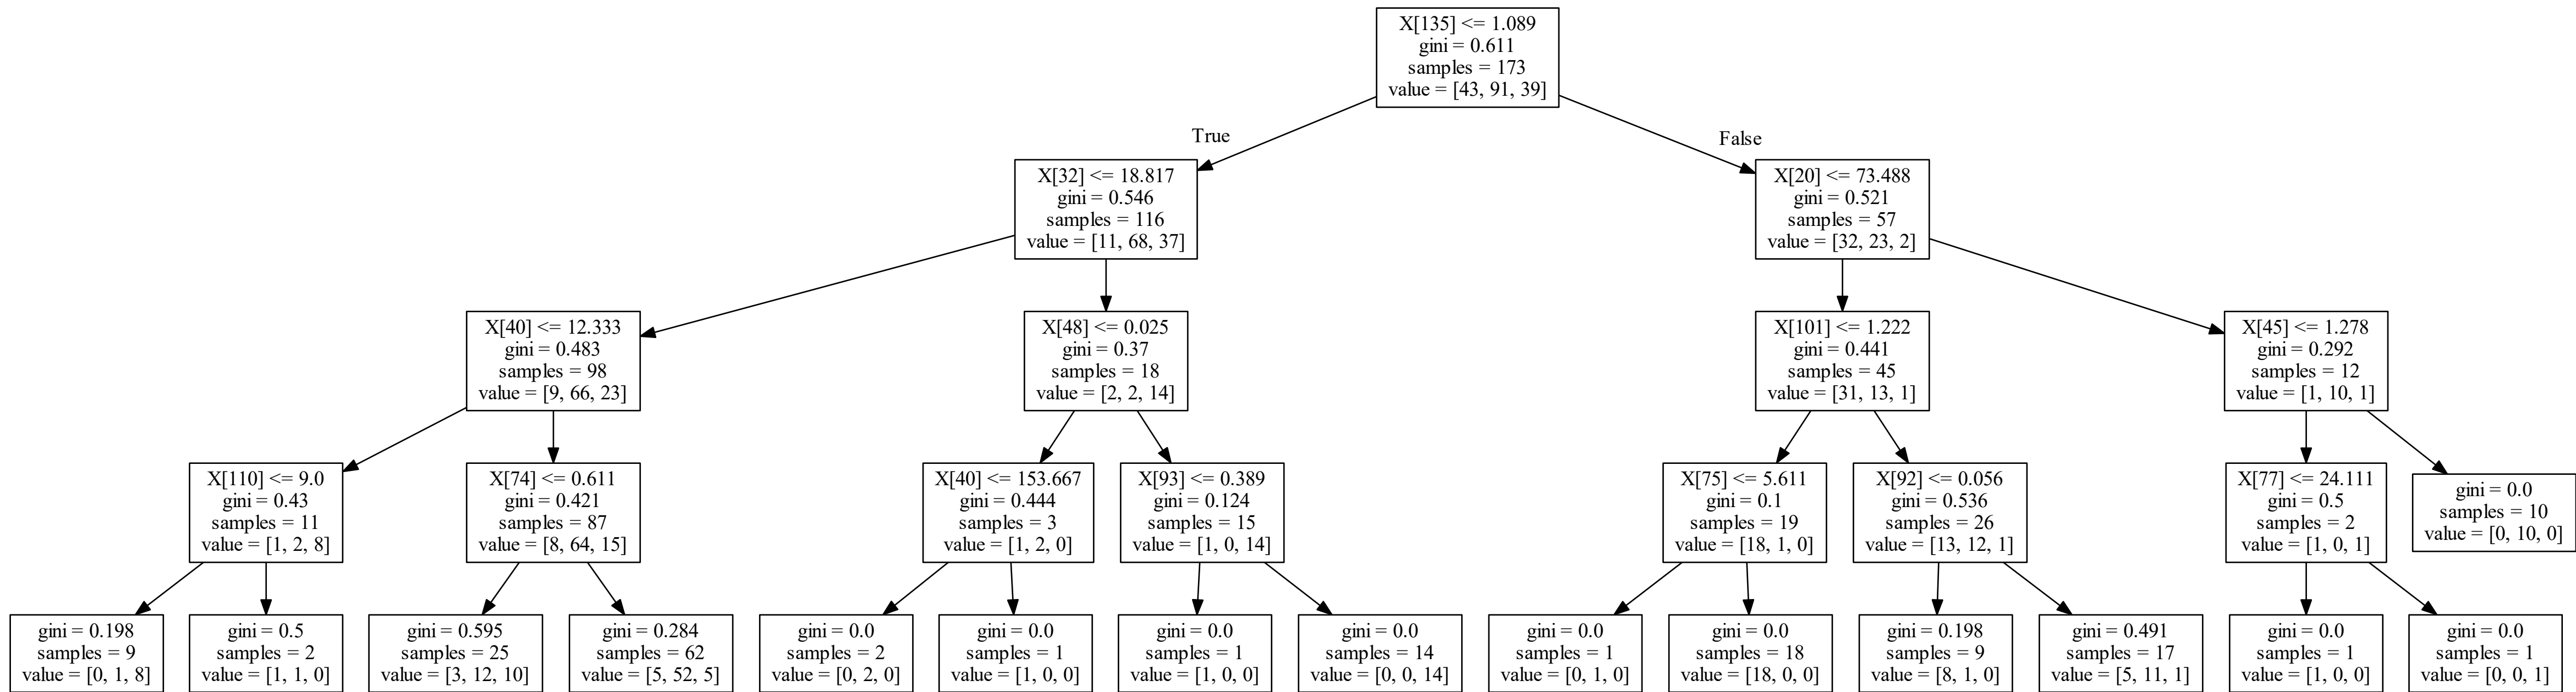 X[135] <= 1.089
gini = 0.611
samples = 173
value = [43, 91, 39]
True
False
X[32] <= 18.817
gini = 0.546
samples = 116
value = [11, 68, 37]
X[20] <= 73.488
gini = 0.521
samples = 57
value = [32, 23, 2]
X[40] <= 12.333
gini = 0.483
samples = 98
value = [9, 66, 23]
X[48] <= 0.025
gini = 0.37
samples = 18
value = [2, 2, 14]
X[101] <= 1.222
gini = 0.441
samples = 45
value = [31, 13, 1]
X[45] <= 1.278
gini = 0.292
samples = 12
value = [1, 10, 1]
X[110] <= 9.0
gini = 0.43
samples = 11
value = [1, 2, 8]
X[74] <= 0.611
gini = 0.421
samples = 87
value = [8, 64, 15]
X[40] <= 153.667
gini = 0.444
samples = 3
value = [1, 2, 0]
X[93] <= 0.389
gini = 0.124
samples = 15
value = [1, 0, 14]
X[75] <= 5.611
gini = 0.1
samples = 19
value = [18, 1, 0]
X[92] <= 0.056
gini = 0.536
samples = 26
value = [13, 12, 1]
X[77] <= 24.111
gini = 0.5
samples = 2
value = [1, 0, 1]
gini = 0.0
samples = 10
value = [0, 10, 0]
gini = 0.198
samples = 9
value = [0, 1, 8]
gini = 0.5
samples = 2
value = [1, 1, 0]
gini = 0.595
samples = 25
value = [3, 12, 10]
gini = 0.284
samples = 62
value = [5, 52, 5]
gini = 0.0
samples = 2
value = [0, 2, 0]
gini = 0.0
samples = 1
value = [1, 0, 0]
gini = 0.0
samples = 1
value = [1, 0, 0]
gini = 0.0
samples = 14
value = [0, 0, 14]
gini = 0.0
samples = 1
value = [0, 1, 0]
gini = 0.0
samples = 18
value = [18, 0, 0]
gini = 0.198
samples = 9
value = [8, 1, 0]
gini = 0.491
samples = 17
value = [5, 11, 1]
gini = 0.0
samples = 1
value = [1, 0, 0]
gini = 0.0
samples = 1
value = [0, 0, 1]